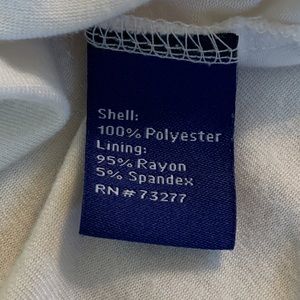 Shell:
100% Polyester
Lining:
95% Rayon
5% Spandex
RN# 73277